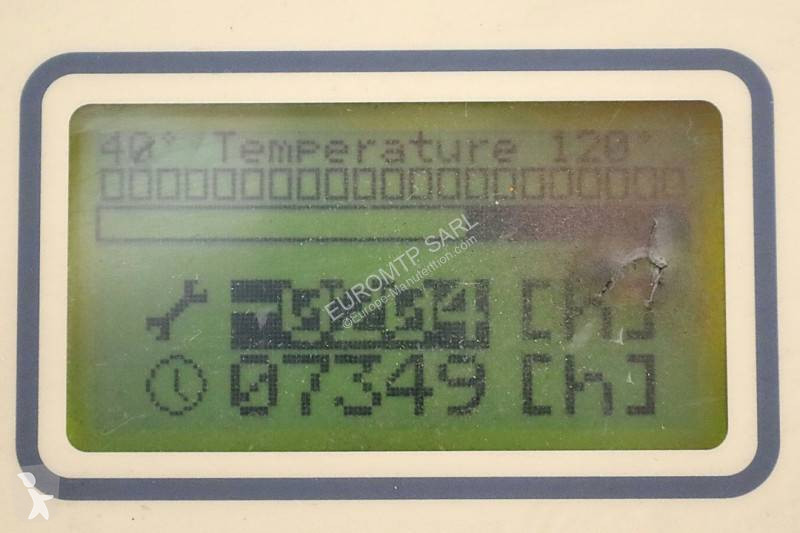 40° Temperature 120°
EUROMTP SARL
©Europe-Manutention.com
[h]
07349 [h]